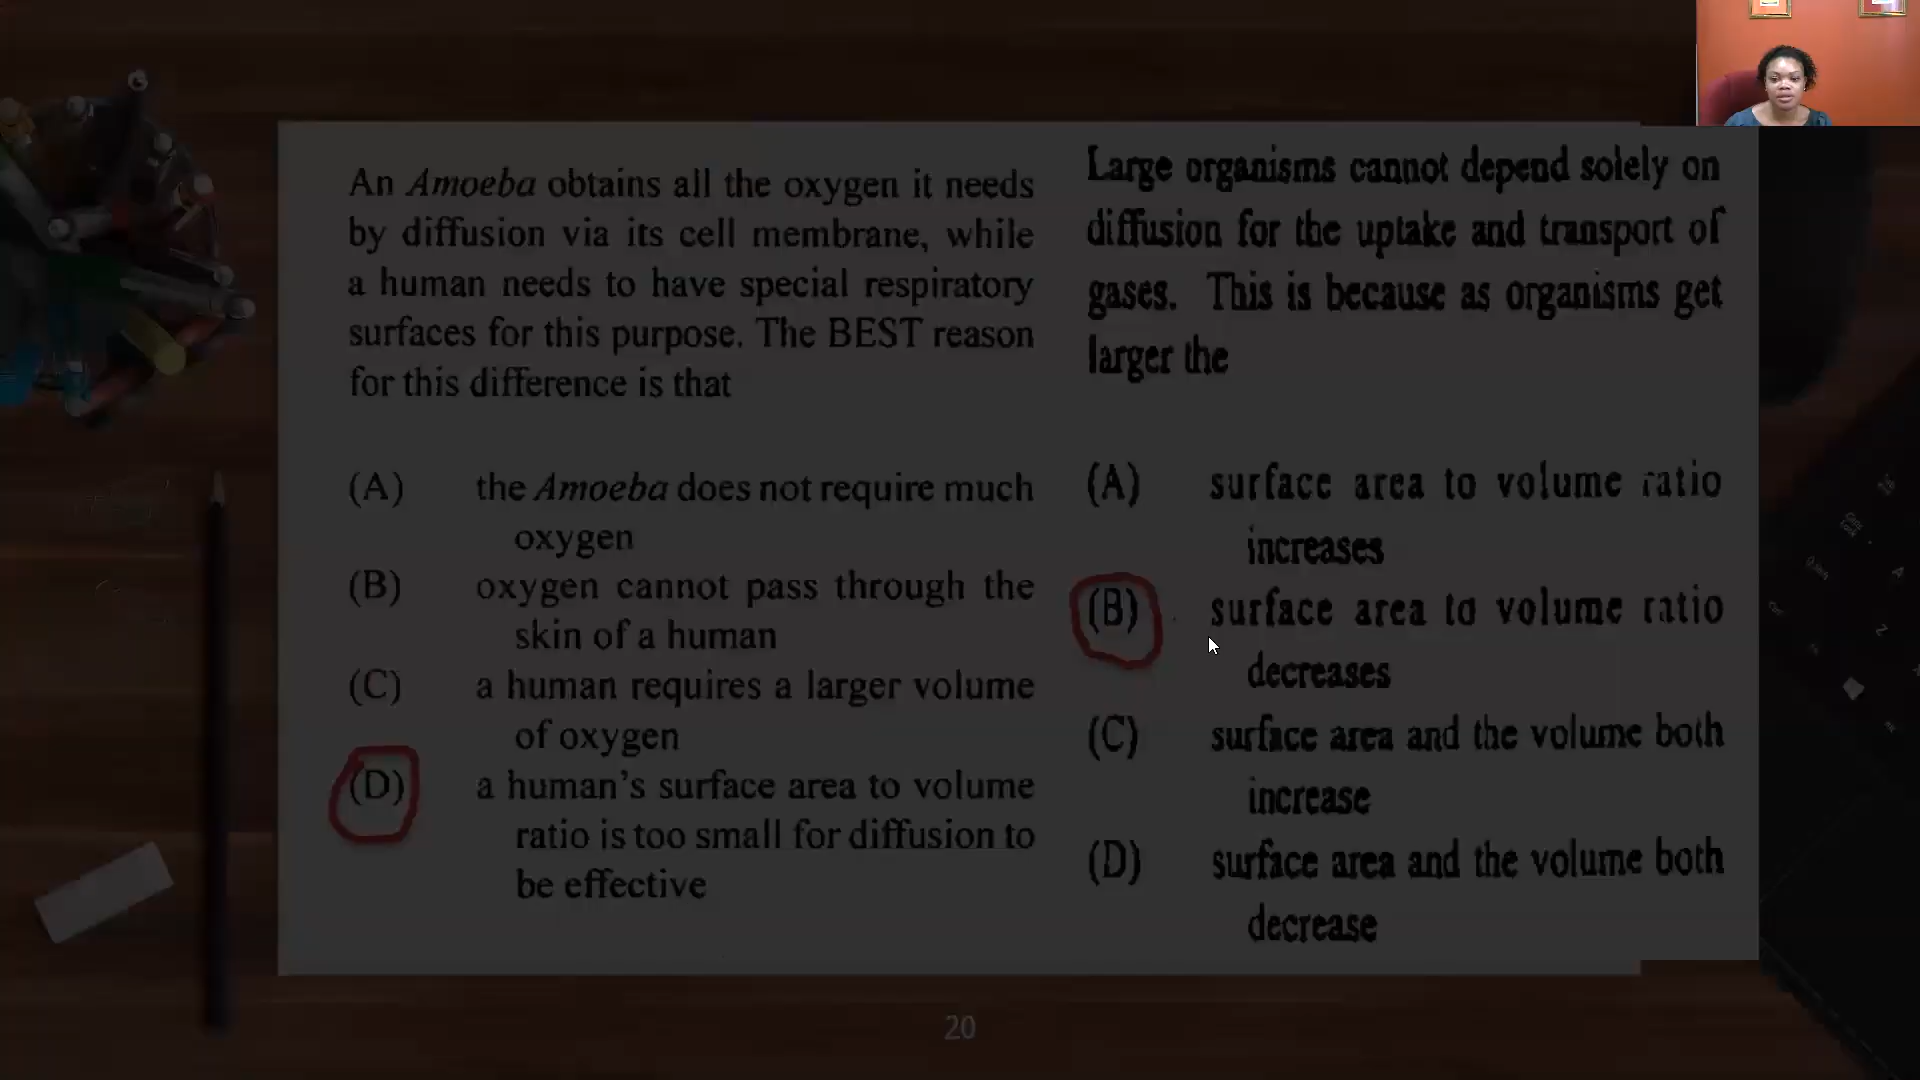 An Amoeba obtains all the oxygen it needs
by diffusion via its cell membrane, while
a human needs to have special respiratory
surfaces for this purpose. The BEST reason
for this difference is that
(A) the Amoeba does not require much
oxygen
(B) oxygen cannot pass through the
skin of a human
(C) a human requires a larger volume
of oxygen
(D) a human's surface area to volume
ratio is too small for diffusion to
be effective
Large organisms cannot depend solely on
diffusion for the uptake and transport of
gases. This is because as organisms get
larger the
(A) surface area to volume ratio
increases
(B) surface area to volume ratio
decreases
(C) surface area and the volume both
increase
(D) surface area and the volume both
decrease
20